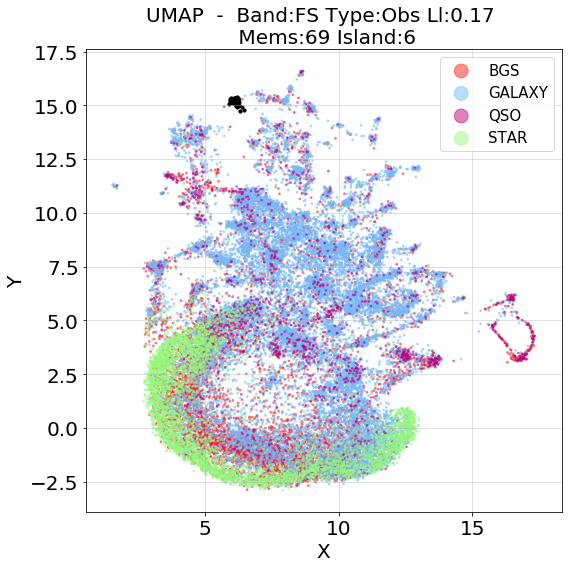 UMAP - Band:FS Type:Obs Ll:0.17
Mems:69 Island:6
17.5
15.0
12.5
10.0
7.5
5.0
2.5
0.0
−2.5
Y
BGS
GALAXY
QSO
STAR
5 10 15
X